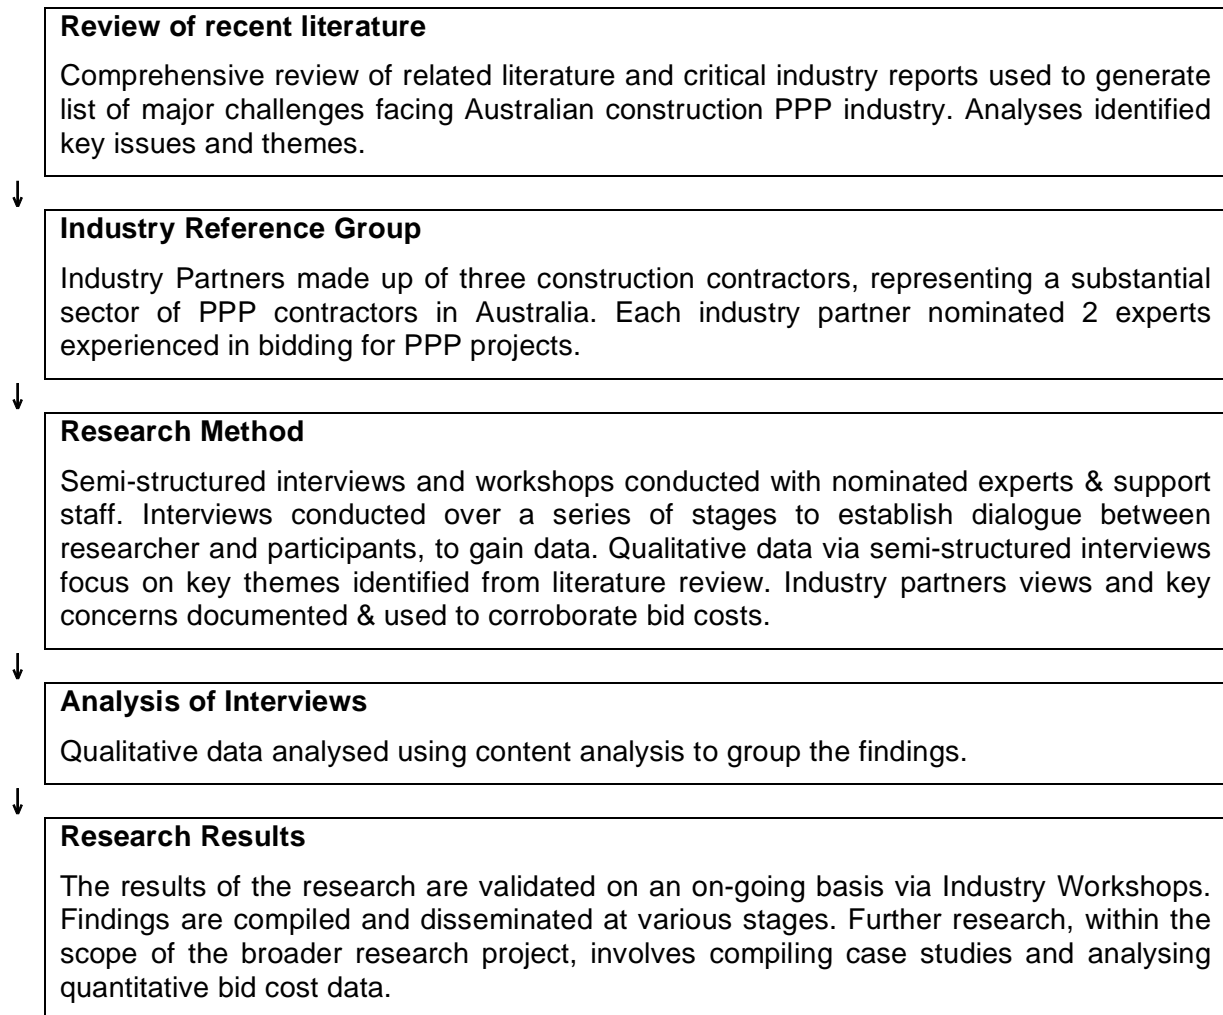 Review of recent literature
Comprehensive review of related literature and critical industry reports used to generate
list of major challenges facing Australian construction PPP industry. Analyses identified
key issues and themes.
Industry Reference Group
Industry Partners made up of three construction contractors, representing a substantial
sector of PPP contractors in Australia. Each industry partner nominated 2 experts
experienced in bidding for PPP projects.
Research Method
Semi-structured interviews and workshops conducted with nominated experts & support
staff. Interviews conducted over a series of stages to establish dialogue between
researcher and participants, to gain data. Qualitative data via semi-structured interviews
focus on key themes identified from literature review. Industry partners views and key
concerns documented & used to corroborate bid costs.
Analysis of Interviews
Qualitative data analysed using content analysis to group the findings.
Research Results
The results of the research are validated on an on-going basis via Industry Workshops.
Findings are compiled and disseminated at various stages. Further research, within the
scope of the broader research project, involves compiling case studies and analysing
quantitative bid cost data.